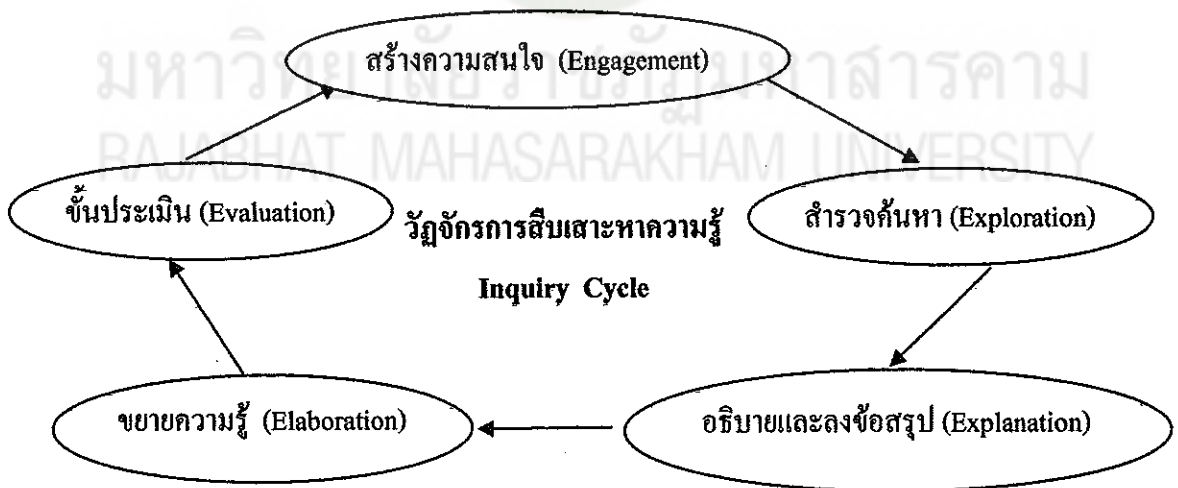 สร้างความสนใจ (Engagement)
มหาวิทยาลัยราชภัฏมหาสารคาม
RAJABHAT MAHASARAKHAM UNIVERSITY
ขั้นประเมิน (Evaluation)
วัฏจักรการสืบเสาะหาความรู้
สำรวจค้นหา (Exploration)
Inquiry Cycle
ขยายความรู้ (Elaboration)
อธิบายและลงข้อสรุป (Explanation)